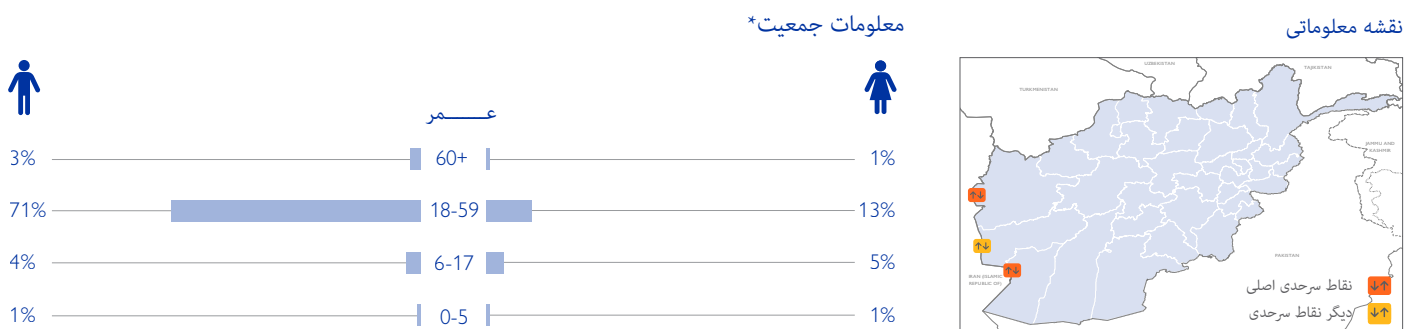 نقشه معلوماتی
معلومات جمعیت*
عـــــــمر
3% 60+ 1%
71% 18-59 13%
4% 6-17 5%
1% 0-5 1%
UZBEKISTAN
TAJIKISTAN
TURKMENISTAN
JAMMU AND
KASHMIR
PAKISTAN
IRAN (ISLAMIC
REPUBLIC OF)
نقاط سرحدی اصلی
دیگر نقاط سرحدی